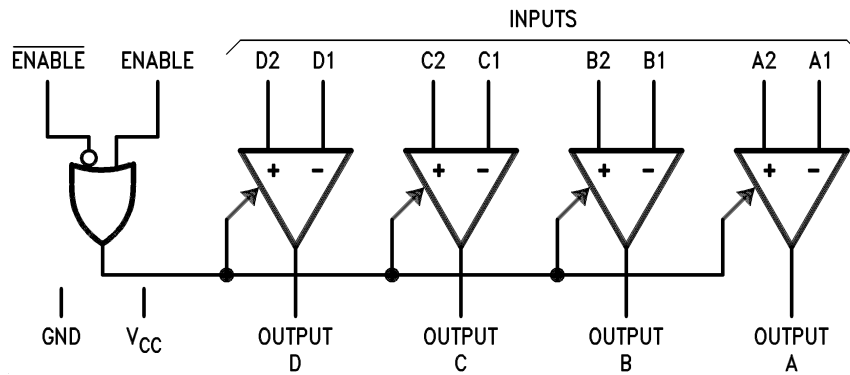 INPUTS
ENABLE ENABLE D2 D1 C2 C1 B2 B1 A2 A1
+ - + - + - + -
GND VCC OUTPUT OUTPUT OUTPUT OUTPUT
D C B A